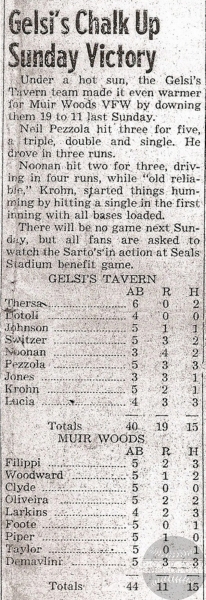 Gelsi's Chalk Up
Sunday Victory
Under a hot sun, the Gelsi's
Tavern team made it even warmer
for Muir Woods VFW by downing
them 19 to 11 last Sunday.
Neil Pezzola hit three for five,
a triple, double and single. He
drove in three runs.
Noonan hit two for three, driv-
ing in four runs, while "old relia-
ble," Krohn, started things hum-
ming by hitting a single in the first
inning with all bases loaded.
There will be no game next Sun-
day, but all fans are asked to
watch the Sarto's'in action at Seals
Stadium benefit game.
GELSI'S TAVERN
AB R H
Thersa 6 0 2
Dotoli 4 0 0
Johnson 5 1 1
Switzer 5 3 2
Noonan 3 4 2
Pezzola 5 3 3
Jones 3 3 1
Krohn 5 2 1
Lucia 4 3 3
Totals 40 19 15
MUIR WOODS
AB R H
Filippi 5 2 3
Woodward 5 1 2
Clyde 5 0 0
Oliveira 5 2 2
Larkins 4 2 3
Foote 5 0 1
Piper 5 1 0
Taylor 5 0 1
Demavlini 5 3 3
Totals 44 11 15